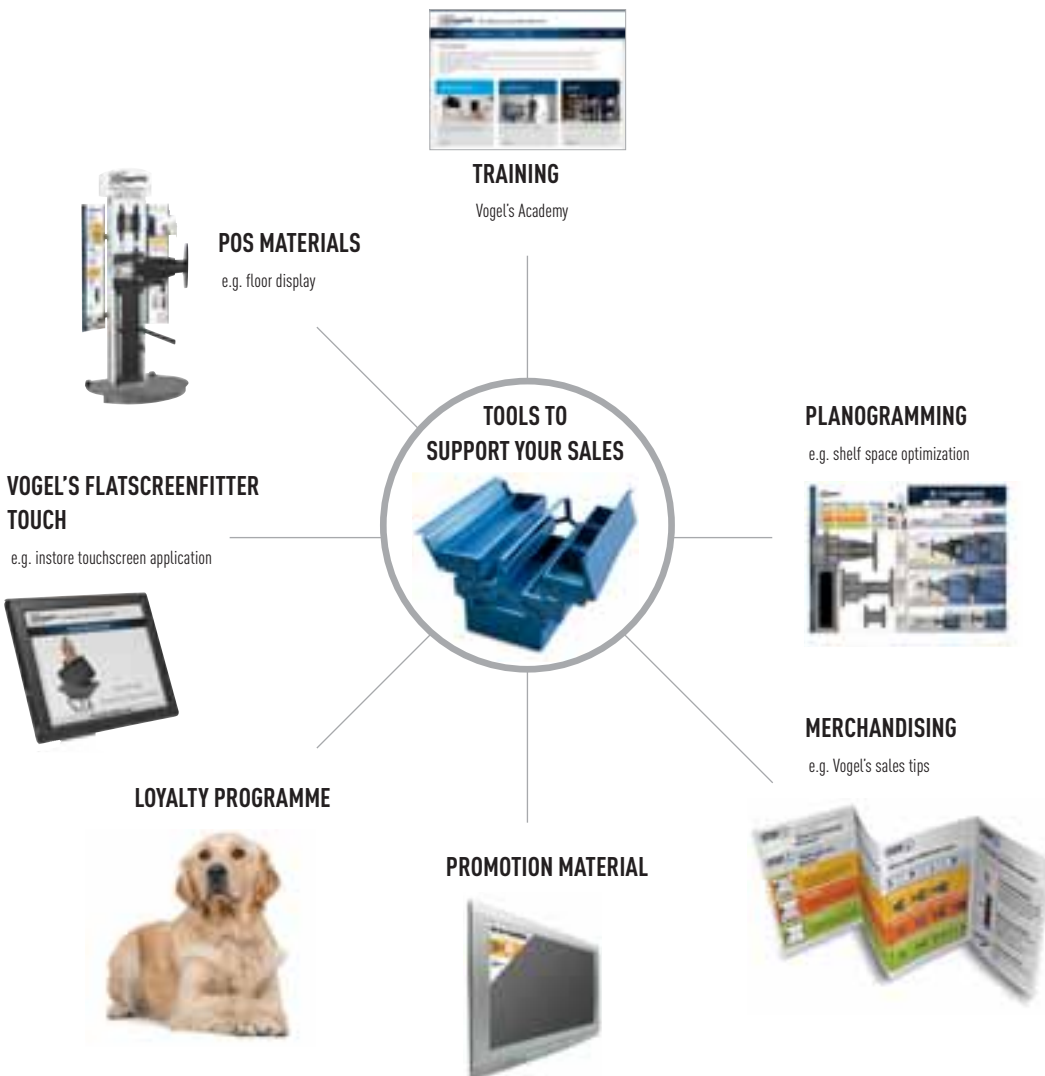 TRAINING
Vogel's Academy
POS MATERIALS
e.g. floor display
TOOLS TO
SUPPORT YOUR SALES
PLANOGRAMMING
e.g. shelf space optimization
VOGEL'S FLATSCREENFITTER
TOUCH
e.g. instore touchscreen application
MERCHANDISING
e.g. Vogel's sales tips
LOYALTY PROGRAMME
PROMOTION MATERIAL